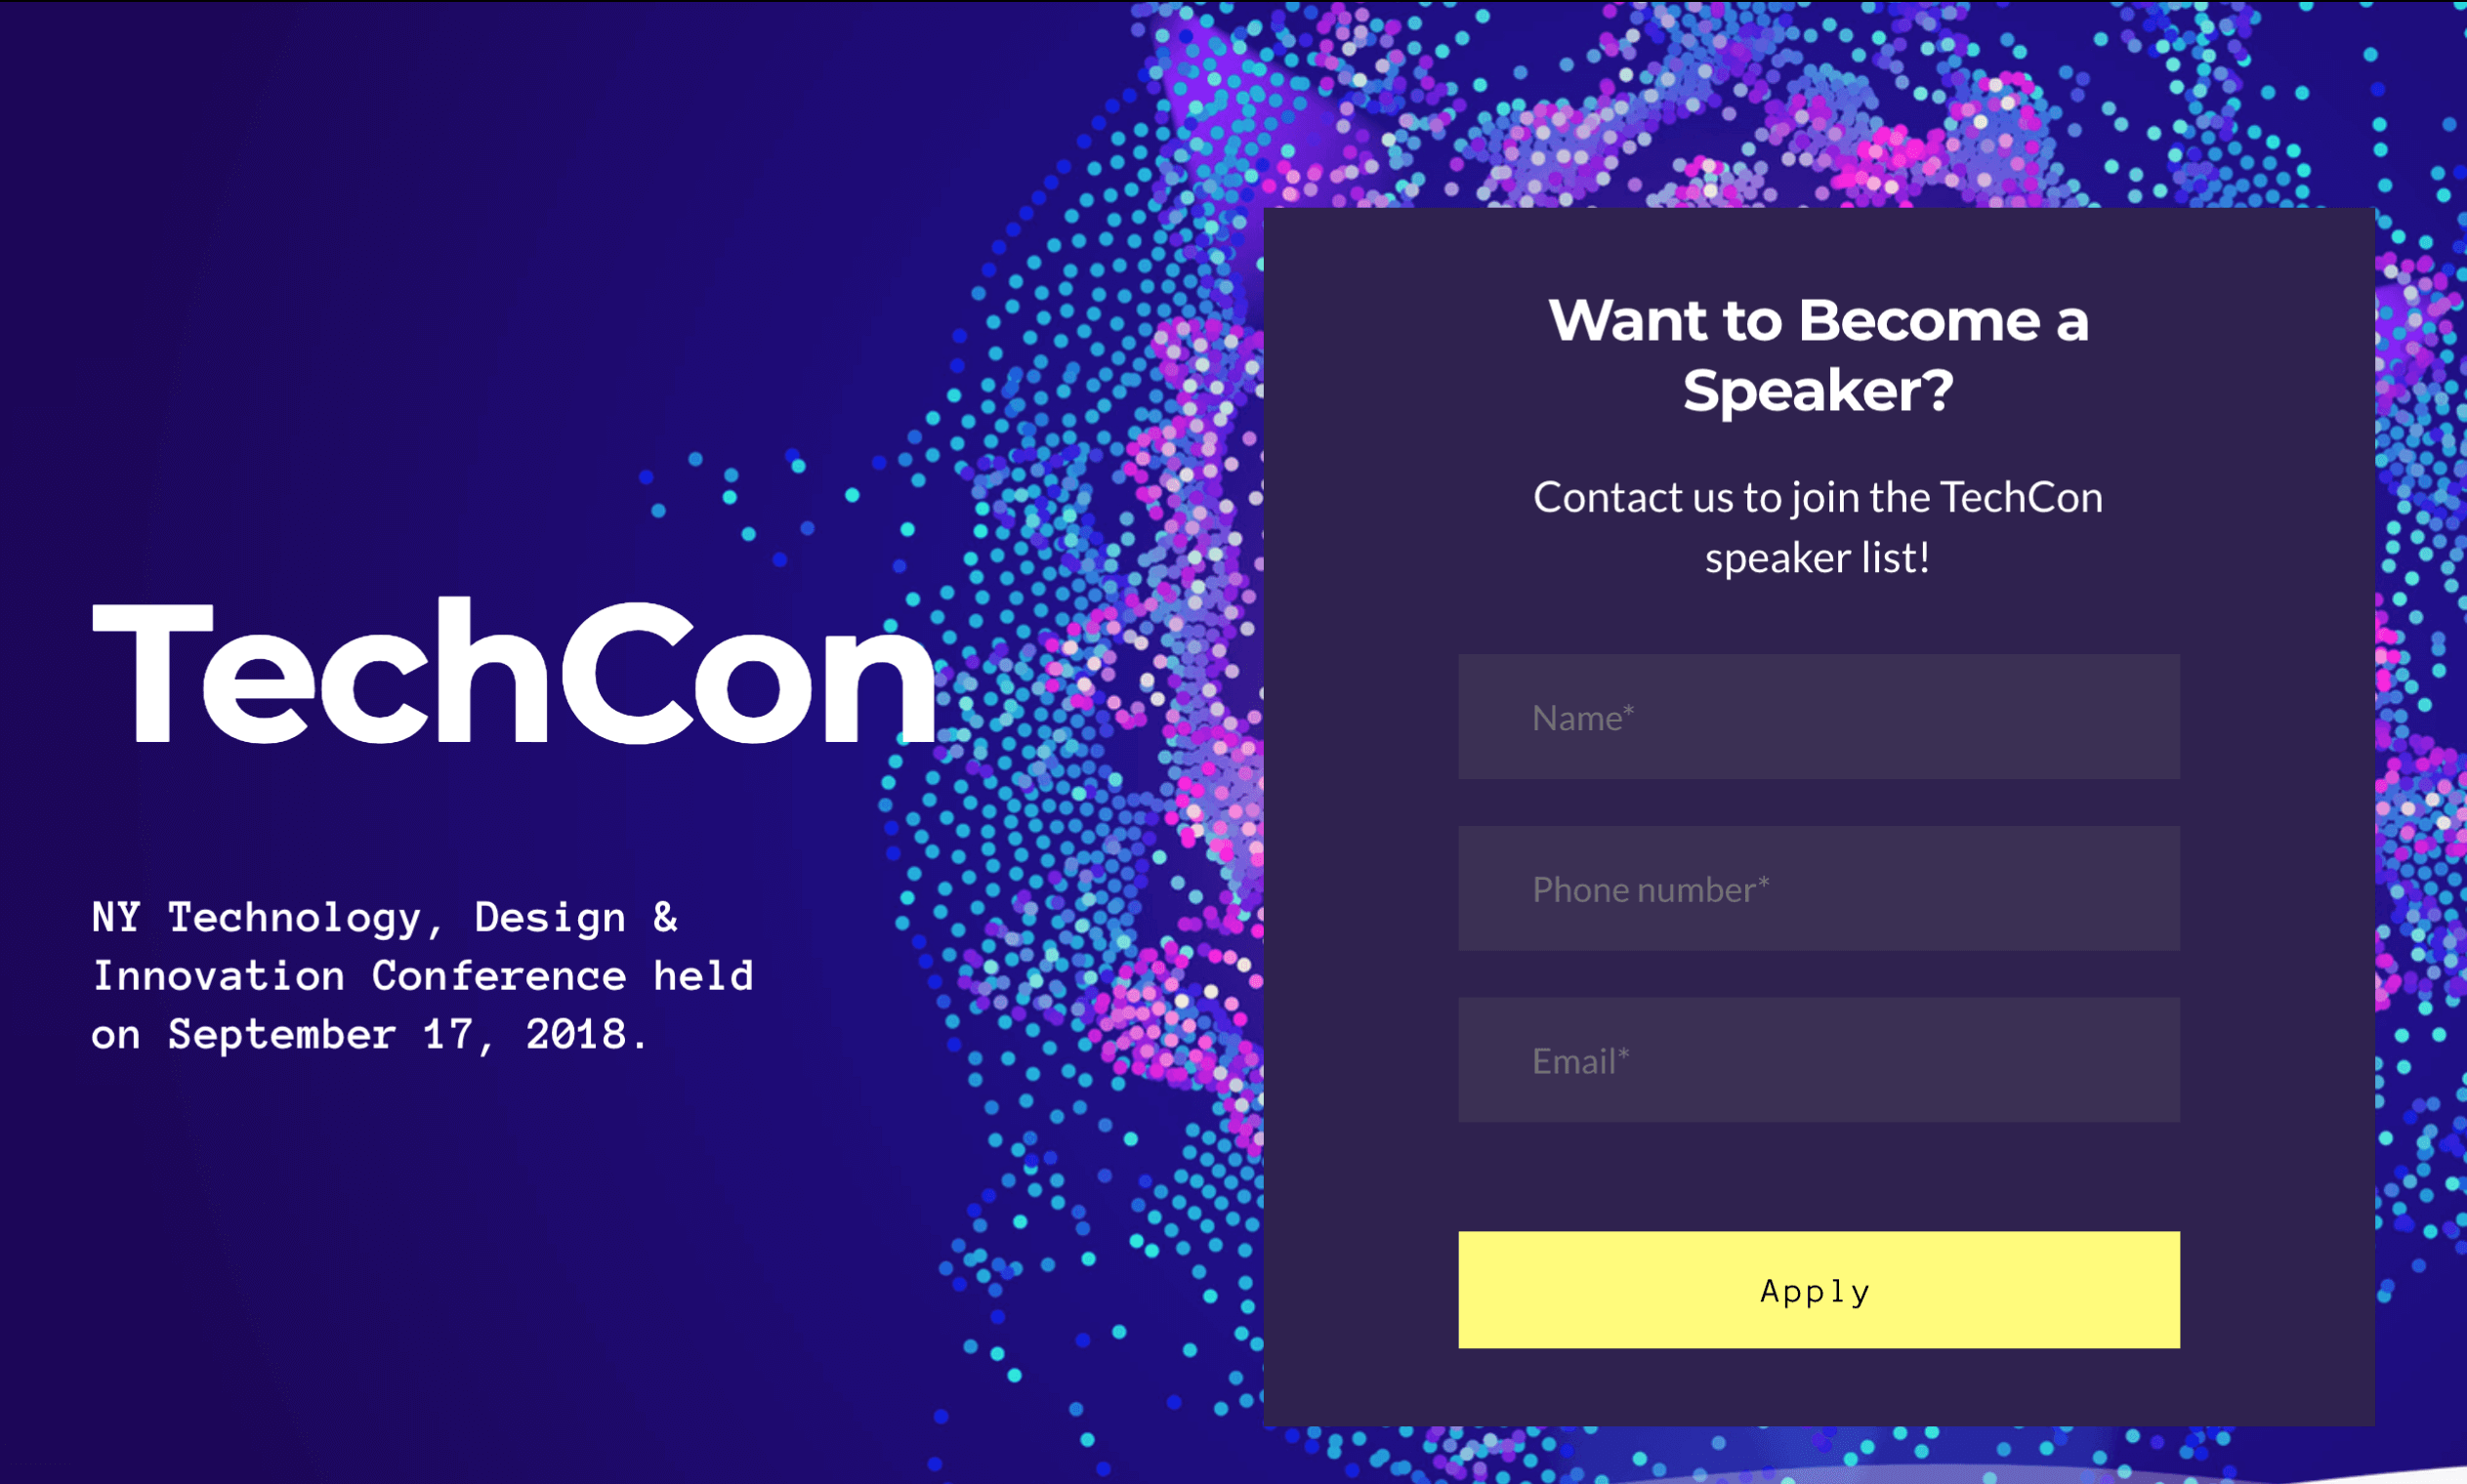 TechCon
NY Technology, Design &
Innovation Conference held
on September 17, 2018.
Want to Become a
Speaker?
Contact us to join the TechCon
speaker list!
Name*
Phone number*
Email*
Apply